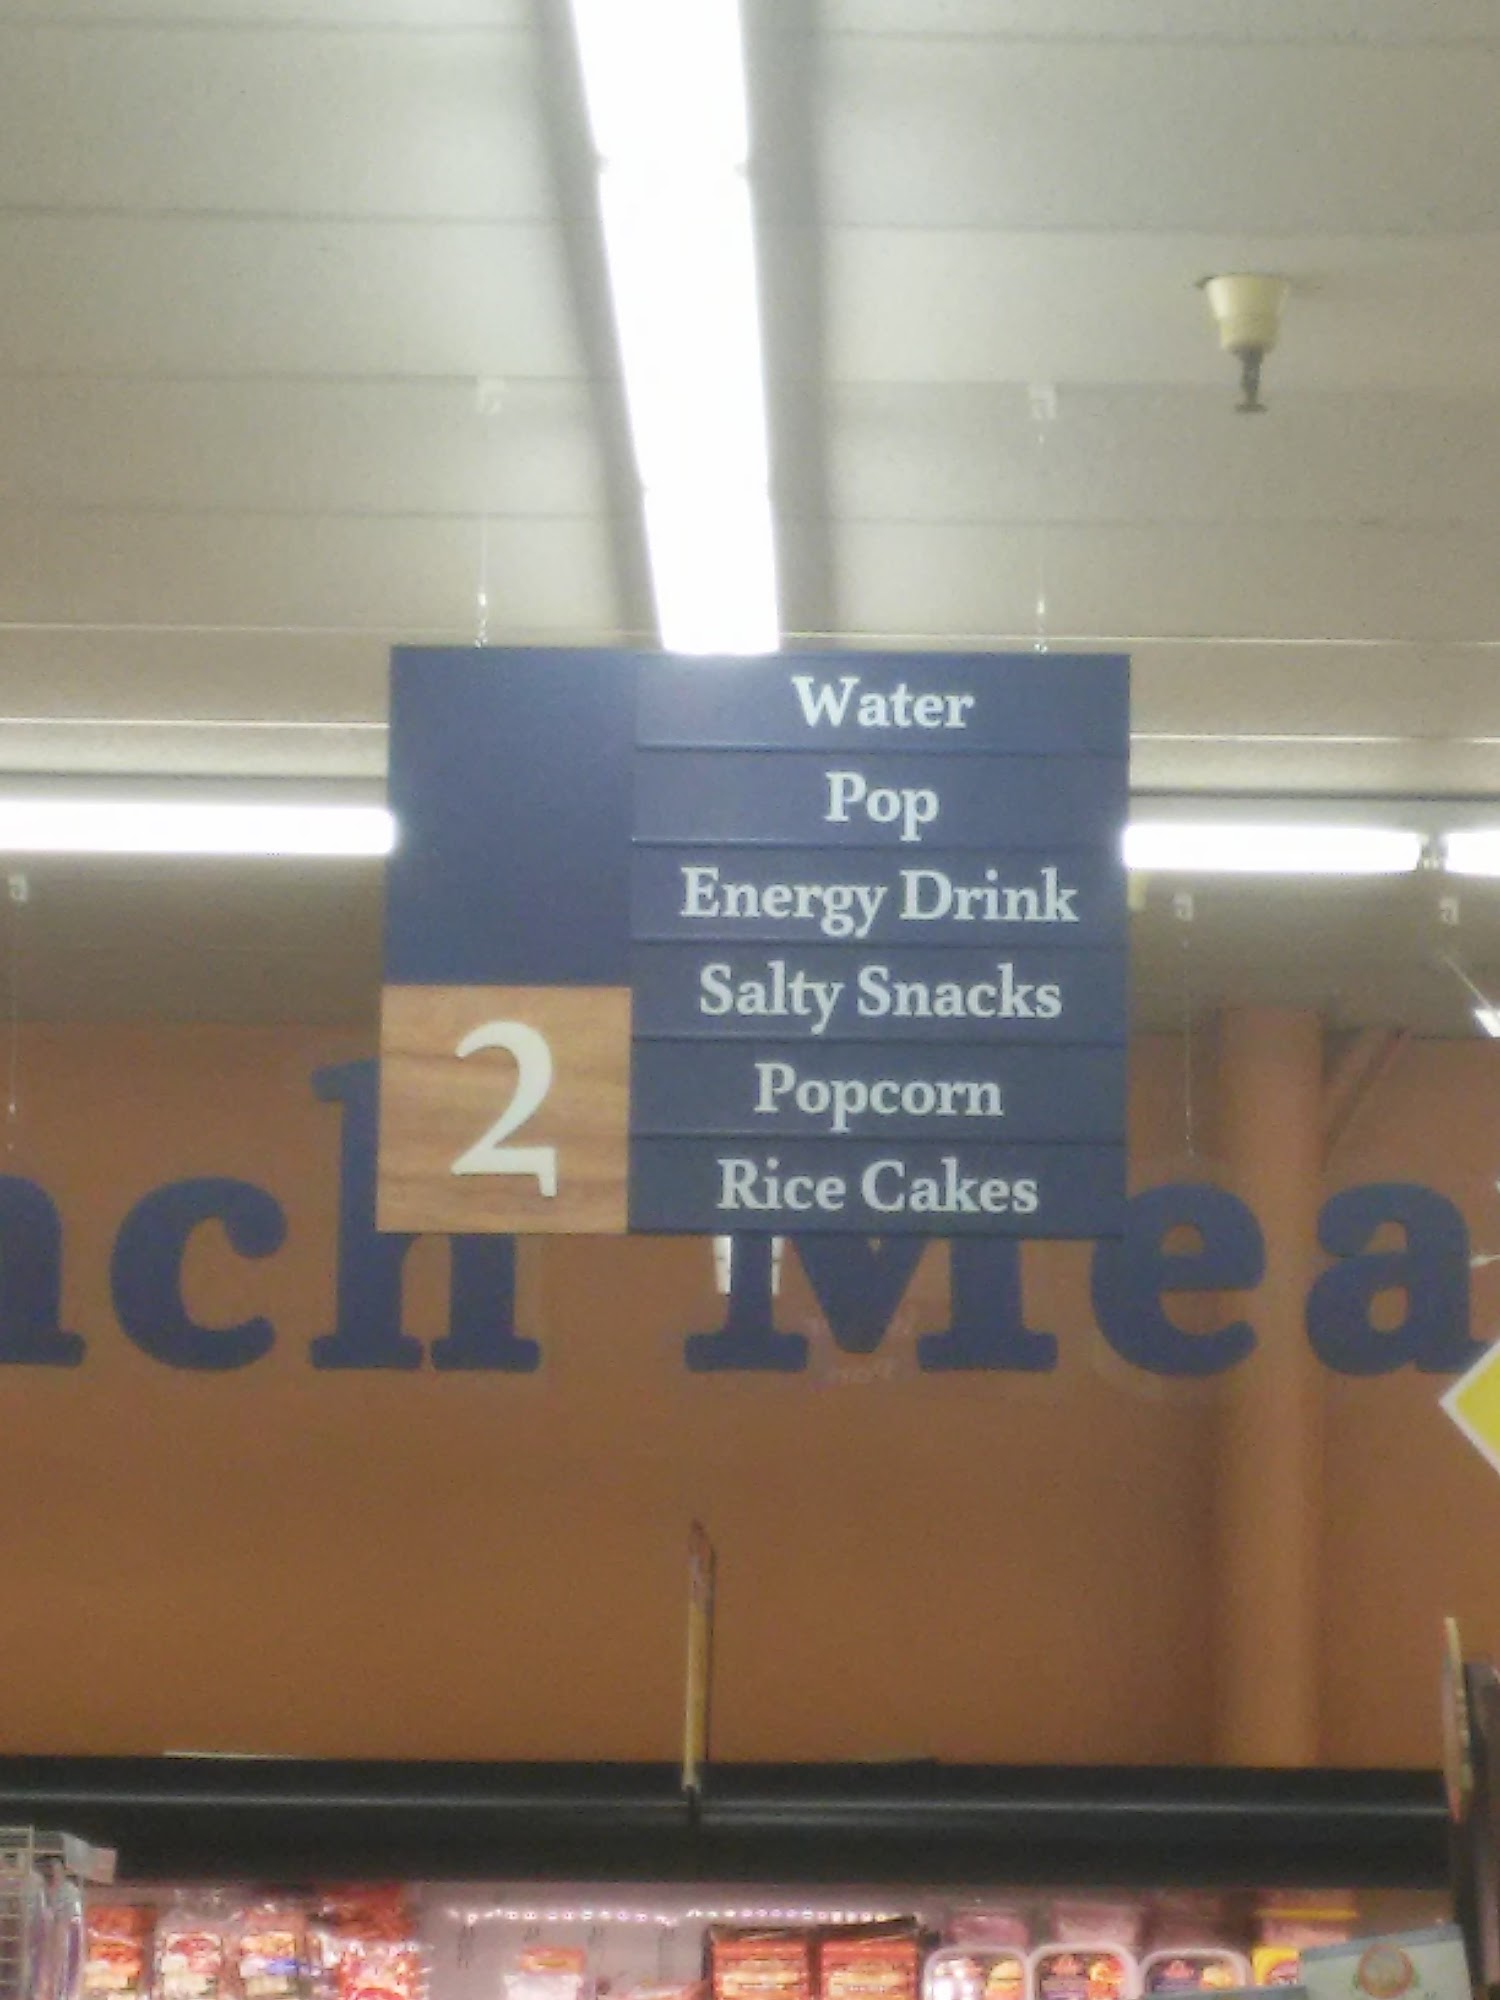 Water
Pop
Energy Drink
Salty Snacks
Popcorn
Rice Cakes
2
nch Mea